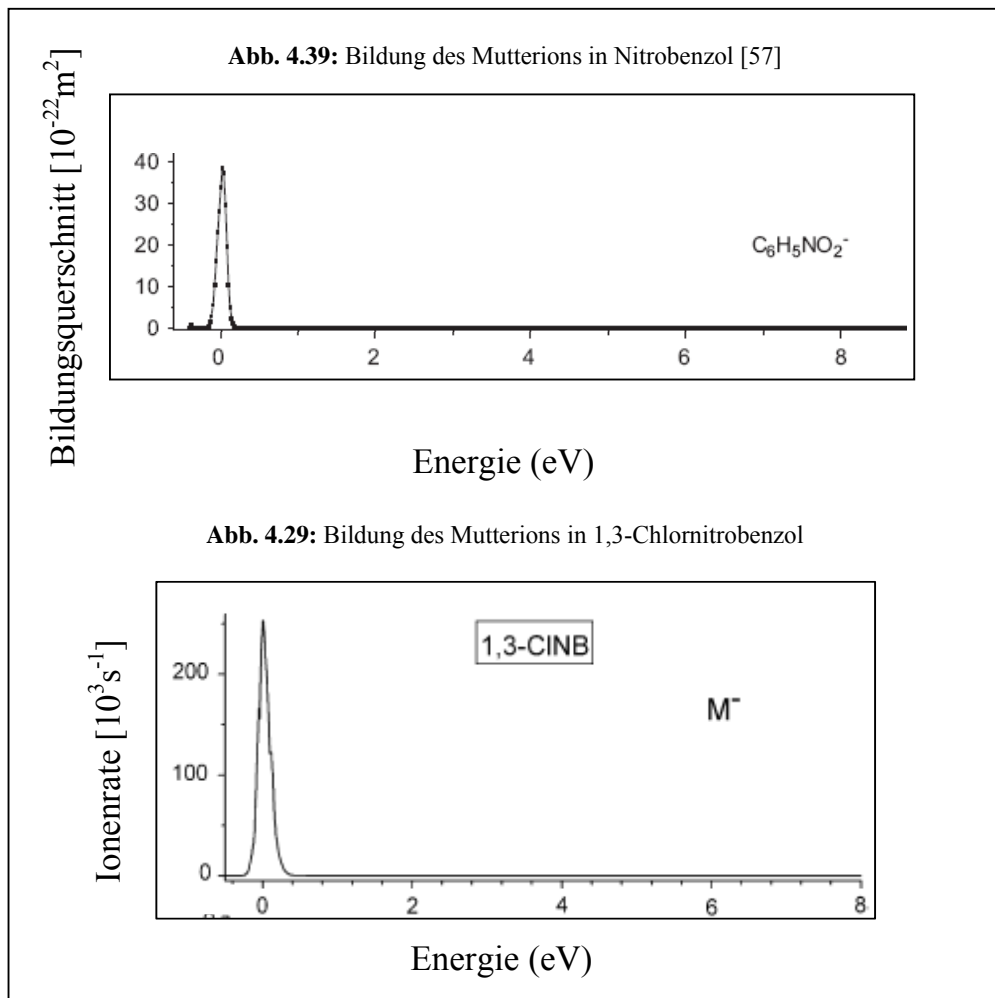 Abb. 4.39: Bildung des Mutterions in Nitrobenzol [57]
Bildungsquerschnitt [10⁻²²m²]
40
30
20
10
0
C₆H₅NO₂⁻
0 2 4 6 8
Energie (eV)
Abb. 4.29: Bildung des Mutterions in 1,3-Chlornitrobenzol
Ionenrate [10³s⁻¹]
200
100
0
1,3-ClNB
M⁻
0 2 4 6 8
Energie (eV)